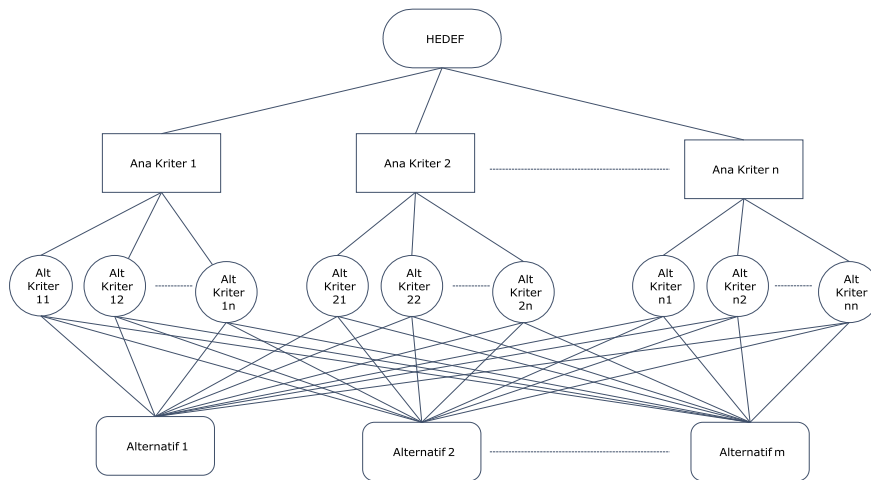 HEDEF
Ana Kriter 1
Ana Kriter 2
Ana Kriter n
Alt
Kriter
11
Alt
Kriter
12
Alt
Kriter
1n
Alt
Kriter
21
Alt
Kriter
22
Alt
Kriter
2n
Alt
Kriter
n1
Alt
Kriter
n2
Alt
Kriter
nn
Alternatif 1
Alternatif 2
Alternatif m